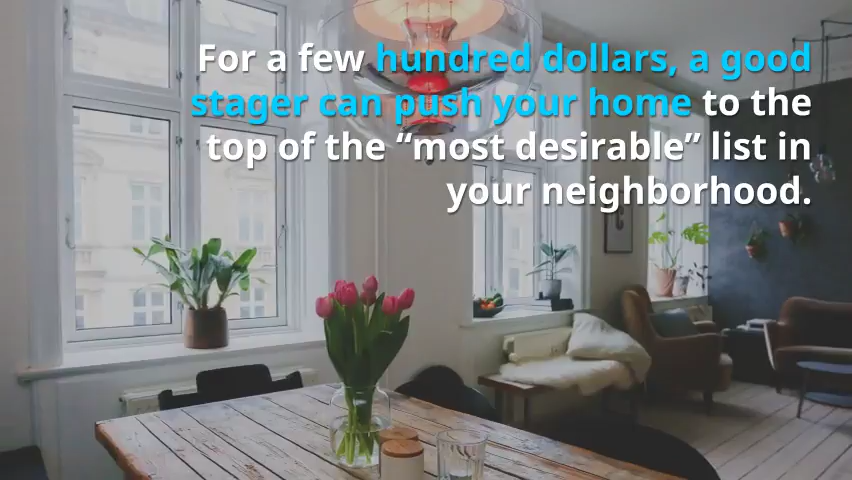 For a few hundred dollars, a good
stager can push your home to the
top of the “most desirable” list in
your neighborhood.